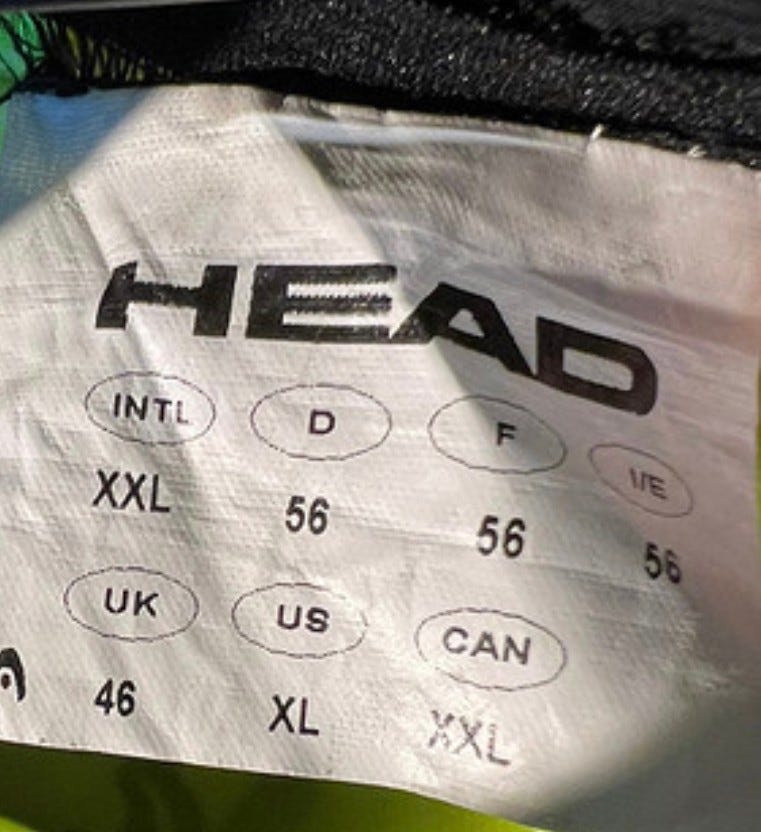 HEAD
INTL D F I/E
XXL 56 56 56
UK US CAN
46 XL XXL